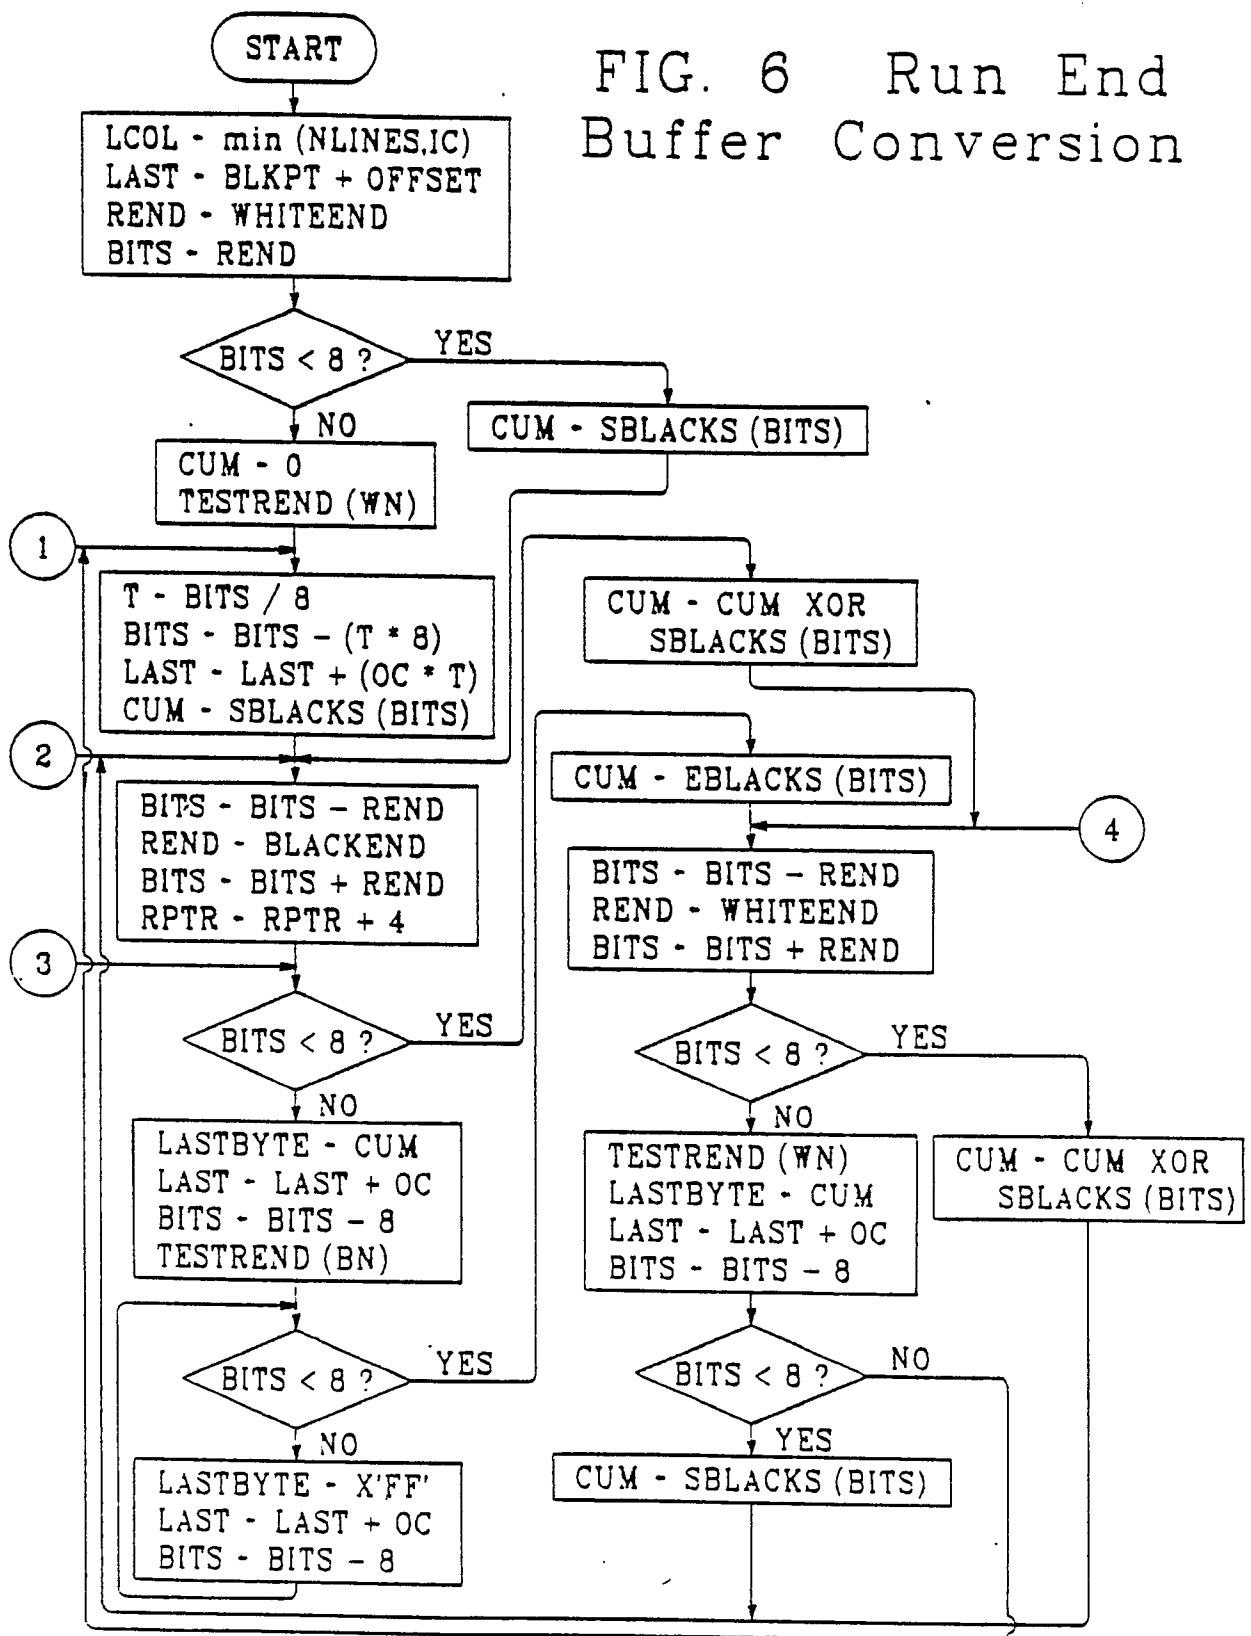 START
FIG. 6 Run End
Buffer Conversion
LCOL - min (NLINES,IC)
LAST - BLKPT + OFFSET
REND - WHITEEND
BITS - REND
BITS < 8 ?
YES
NO
CUM - SBLACKS (BITS)
CUM - 0
TESTREND (WN)
1
T - BITS / 8
BITS - BITS - (T * 8)
LAST - LAST + (OC * T)
CUM - SBLACKS (BITS)
CUM - CUM XOR
SBLACKS (BITS)
2
CUM - EBLACKS (BITS)
BITS - BITS - REND
REND - BLACKEND
BITS - BITS + REND
RPTR - RPTR + 4
4
BITS - BITS - REND
REND - WHITEEND
BITS - BITS + REND
3
BITS < 8 ?
YES
NO
BITS < 8 ?
YES
NO
LASTBYTE - CUM
LAST - LAST + OC
BITS - BITS - 8
TESTREND (BN)
TESTREND (WN)
LASTBYTE - CUM
LAST - LAST + OC
BITS - BITS - 8
CUM - CUM XOR
SBLACKS (BITS)
BITS < 8 ?
YES
NO
BITS < 8 ?
NO
YES
LASTBYTE - X'FF'
LAST - LAST + OC
BITS - BITS - 8
CUM - SBLACKS (BITS)